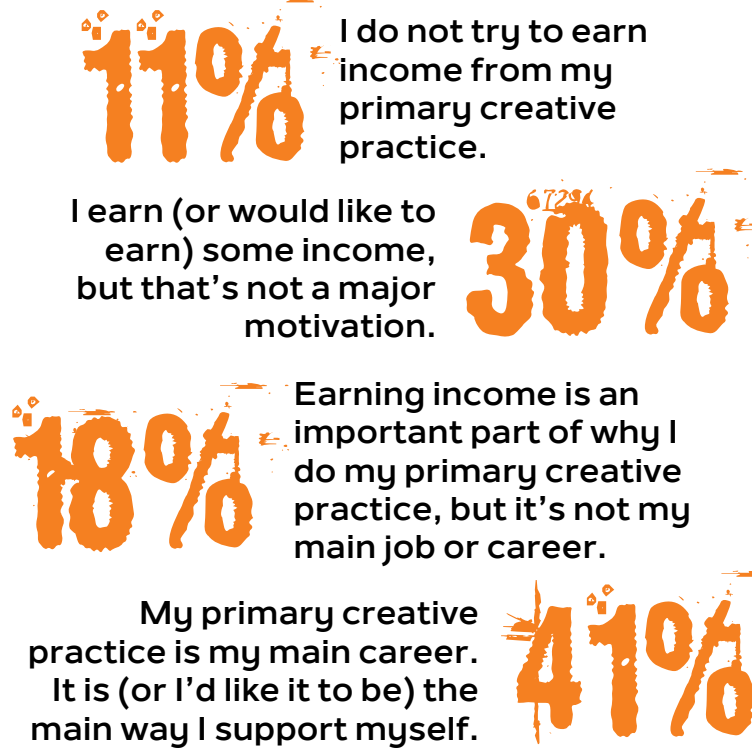 11%
I do not try to earn
income from my
primary creative
practice.
I earn (or would like to
earn) some income,
but that's not a major
motivation.
30%
18%
Earning income is an
important part of why I
do my primary creative
practice, but it's not my
main job or career.
My primary creative
practice is my main career.
It is (or I'd like it to be) the
main way I support myself.
41%